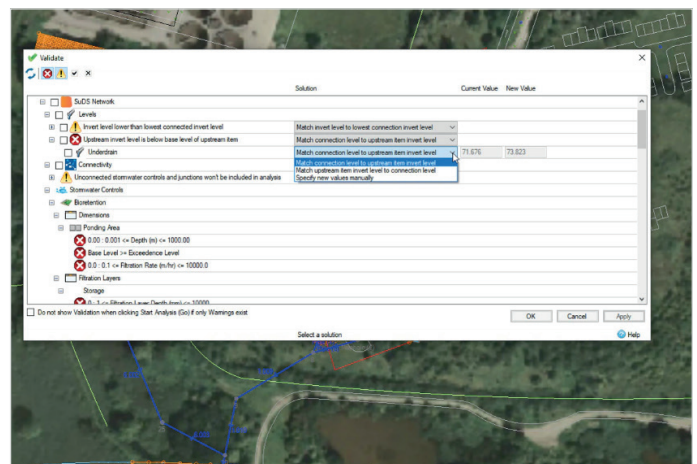 Validate
Solution Current Value New Value
SuDS Network
Levels
Invert level lower than lowest connected invert level Match invert level to lowest connection invert level
Upstream invert level is below base level of upstream item Match connection level to upstream item invert level
Underdrain Match connection level to upstream item invert level 71.676 73.823
Match connection level to upstream item invert level
Match upstream item invert level to connection level
Specify new values manually
Connectivity
Unconnected stormwater controls and junctions won't be included in analysis
Stormwater Controls
Bioretention
Dimensions
Ponding Area
0.00 : 0.001 <= Depth (m) <= 1000.00
Base Level >= Exceedence Level
0.0 : 0.1 <= Filtration Rate (m/hr) <= 10000.0
Filtration Layers
Storage
0 : 1 <= Filtration Layer Depth (mm) <= 10000
Do not show Validation when clicking Start Analysis (Go) if only Warnings exist
OK Cancel Apply
Select a solution Help